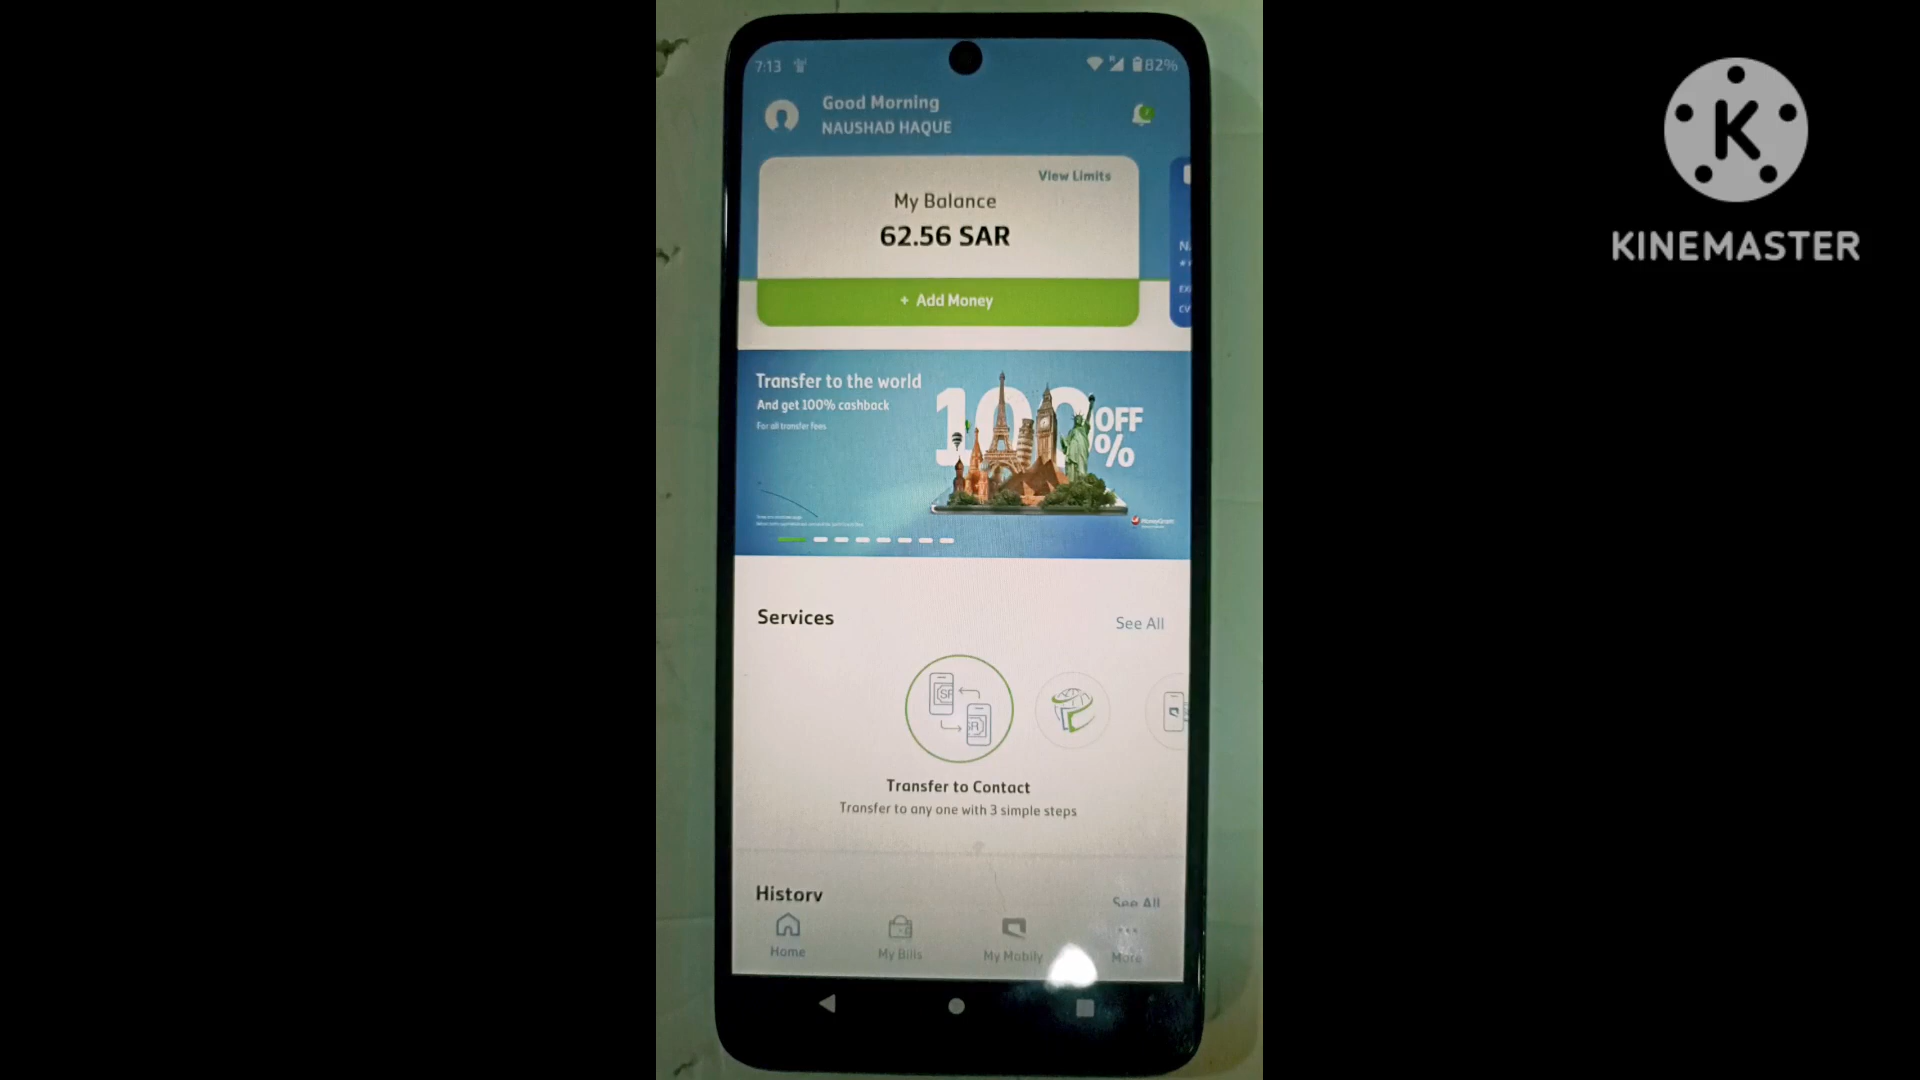 7:13
82%
Good Morning
NAUSHAD HAQUE
View Limits
My Balance
62.56 SAR
+ Add Money
Transfer to the world
And get 100% cashback
For all transfer fees
100% OFF
MoneyGram
Services
See All
Transfer to Contact
Transfer to any one with 3 simple steps
History
See All
Home
My Bills
My Mobily
More
K
KINEMASTER